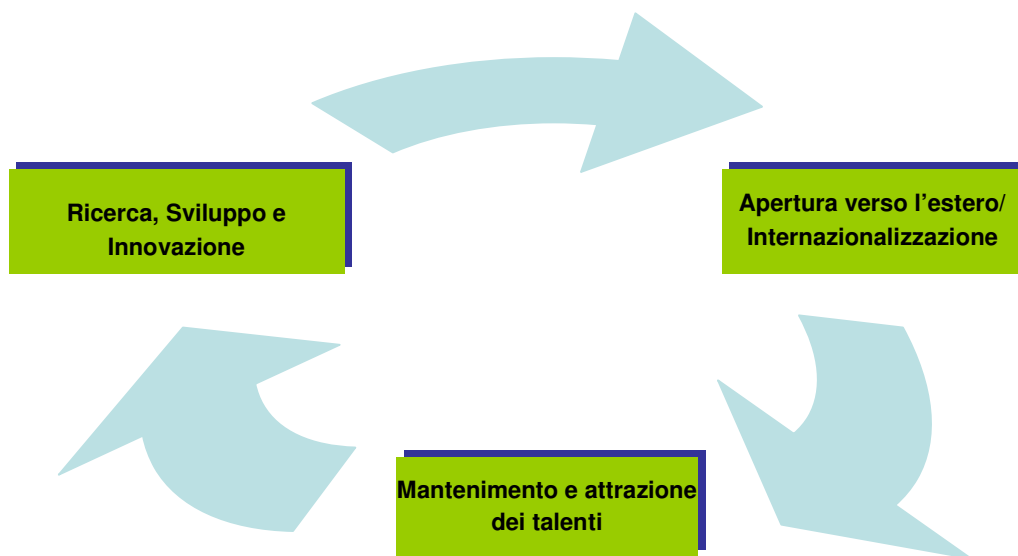 Ricerca, Sviluppo e
Innovazione
Apertura verso l’estero/
Internazionalizzazione
Mantenimento e attrazione
dei talenti